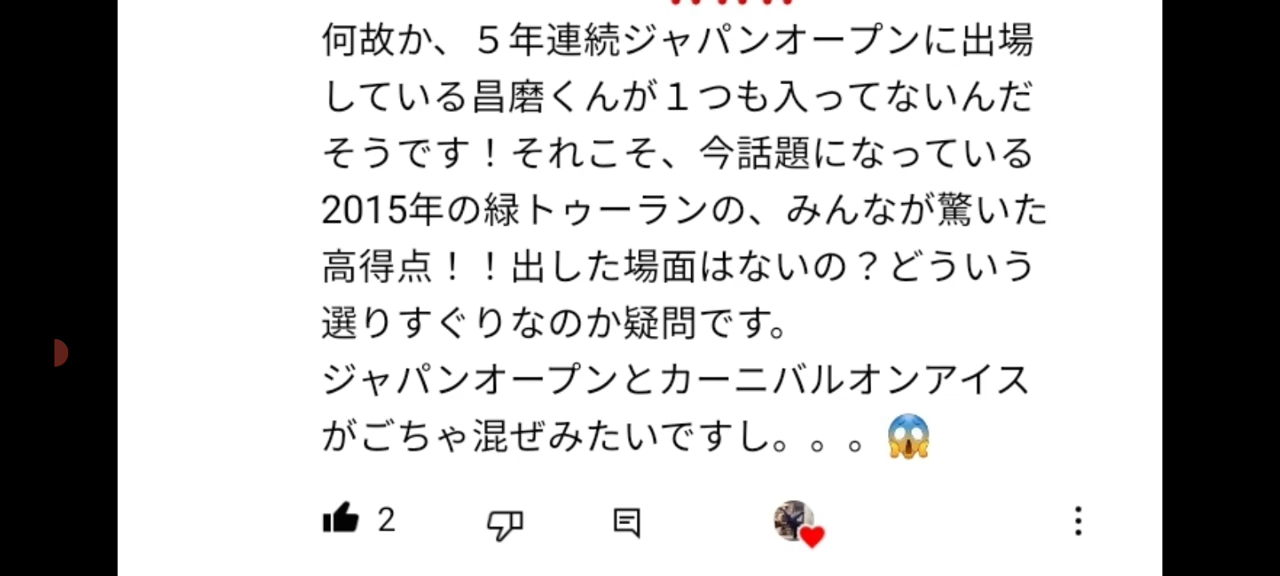 何故か、５年連続ジャパンオープンに出場
している昌磨くんが１つも入ってないんだ
そうです！それこそ、今話題になっている
2015年の緑トゥーランの、みんなが驚いた
高得点！！出した場面はないの？どういう
選りすぐりなのか疑問です。
ジャパンオープンとカーニバルオンアイス
がごちゃ混ぜみたいですし。。。😱
2